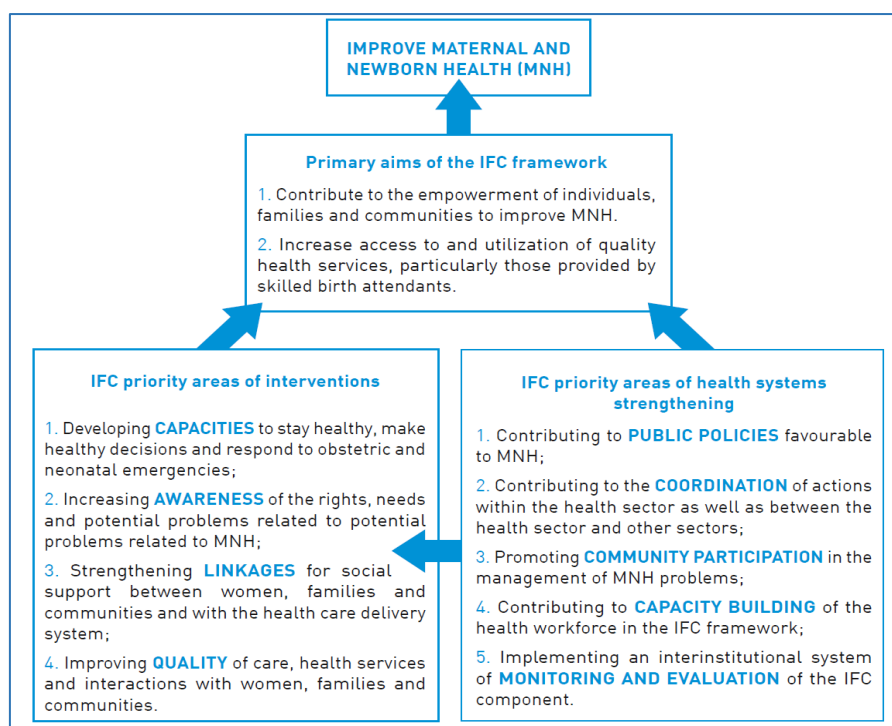 IMPROVE MATERNAL AND
NEWBORN HEALTH (MNH)
Primary aims of the IFC framework
1. Contribute to the empowerment of individuals,
families and communities to improve MNH.
2. Increase access to and utilization of quality
health services, particularly those provided by
skilled birth attendants.
IFC priority areas of interventions
1. Developing CAPACITIES to stay healthy, make
healthy decisions and respond to obstetric and
neonatal emergencies;
2. Increasing AWARENESS of the rights, needs
and potential problems related to potential
problems related to MNH;
3. Strengthening LINKAGES for social
support between women, families and
communities and with the health care delivery
system;
4. Improving QUALITY of care, health services
and interactions with women, families and
communities.
IFC priority areas of health systems
strengthening
1. Contributing to PUBLIC POLICIES favourable
to MNH;
2. Contributing to the COORDINATION of actions
within the health sector as well as between the
health sector and other sectors;
3. Promoting COMMUNITY PARTICIPATION in the
management of MNH problems;
4. Contributing to CAPACITY BUILDING of the
health workforce in the IFC framework;
5. Implementing an interinstitutional system
of MONITORING AND EVALUATION of the IFC
component.